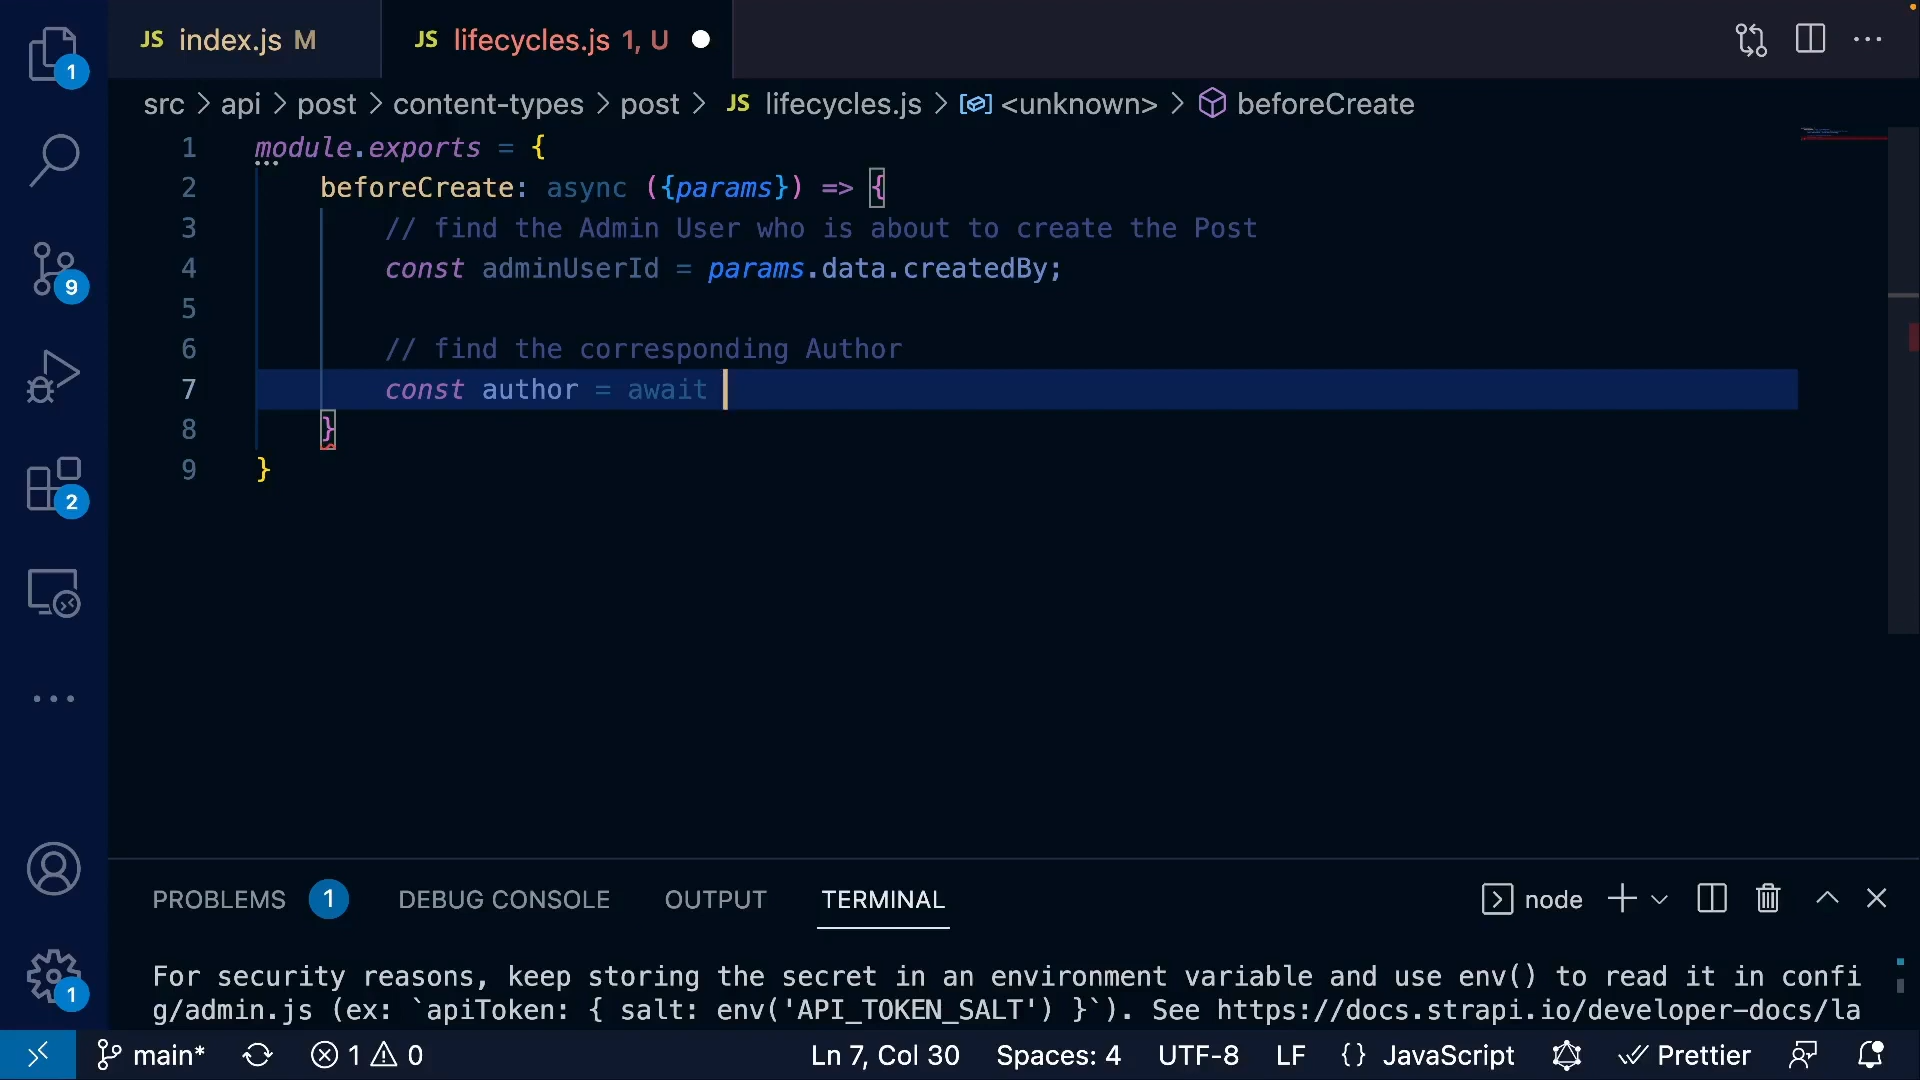 JS index.js M
JS lifecycles.js 1, U
src > api > post > content-types > post > JS lifecycles.js > <unknown> > beforeCreate
1 module.exports = {
2 beforeCreate: async ({params}) => {
3 // find the Admin User who is about to create the Post
4 const adminUserId = params.data.createdBy;
5
6 // find the corresponding Author
7 const author = await
8 }
9 }
1
9
2
1
PROBLEMS 1 DEBUG CONSOLE OUTPUT TERMINAL node
For security reasons, keep storing the secret in an environment variable and use env() to read it in confi
g/admin.js (ex: `apiToken: { salt: env('API_TOKEN_SALT') }`). See https://docs.strapi.io/developer-docs/la
main* 1 0 Ln 7, Col 30 Spaces: 4 UTF-8 LF {} JavaScript Prettier